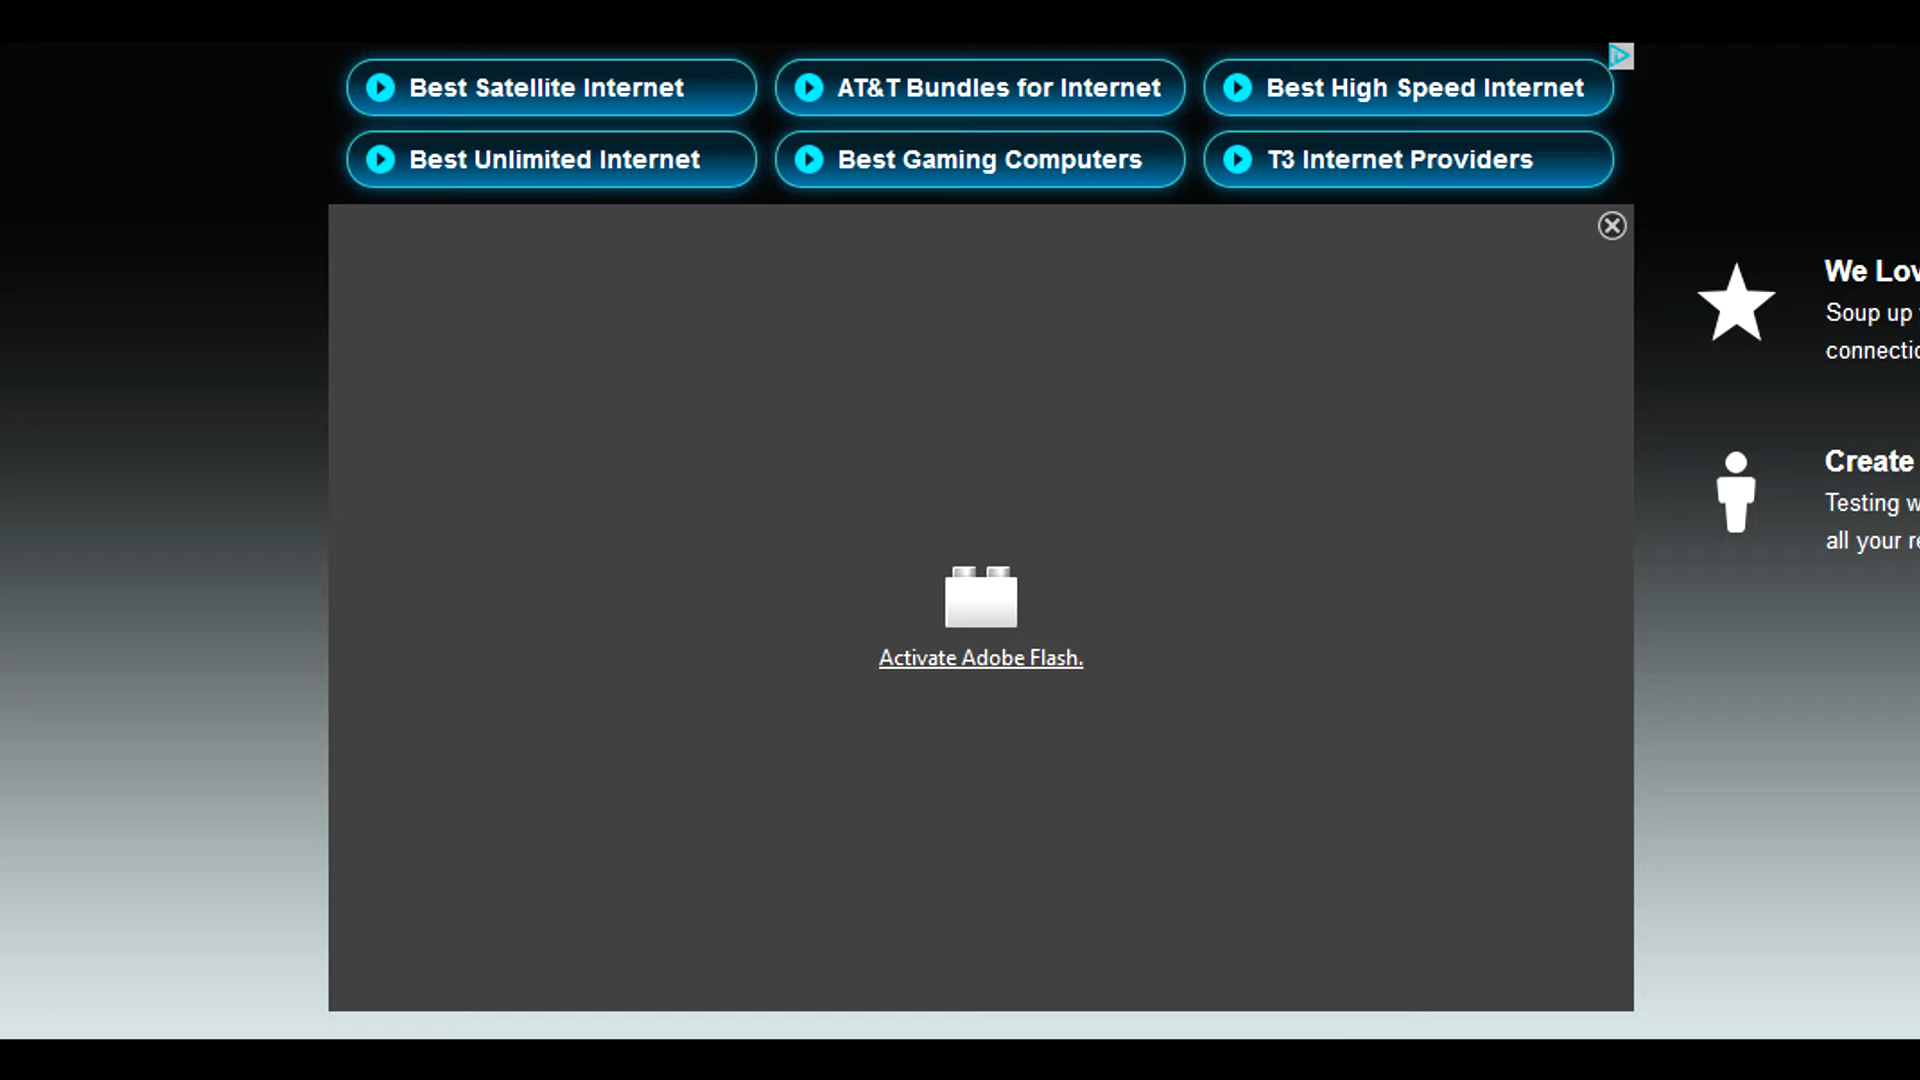 Best Satellite Internet
AT&T Bundles for Internet
Best High Speed Internet
Best Unlimited Internet
Best Gaming Computers
T3 Internet Providers
We Lov
Soup up
connectio
Create
Testing w
all your re
Activate Adobe Flash.